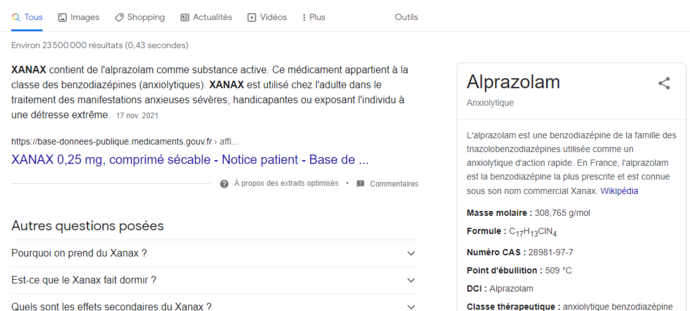 Tous Images Shopping Actualités Vidéos Plus Outils
Environ 23 500 000 résultats (0,43 secondes)
XANAX contient de l'alprazolam comme substance active. Ce médicament appartient à la
classe des benzodiazépines (anxiolytiques). XANAX est utilisé chez l'adulte dans le
traitement des manifestations anxieuses sévères, handicapantes ou exposant l'individu à
une détresse extrême. 17 nov. 2021
https://base-donnees-publique.medicaments.gouv.fr › affi...
XANAX 0,25 mg, comprimé sécable - Notice patient - Base de ...
À propos des extraits optimisés • Commentaires
Autres questions posées
Pourquoi on prend du Xanax ?
Est-ce que le Xanax fait dormir ?
Quels sont les effets secondaires du Xanax ?
Alprazolam
Anxiolytique
L'alprazolam est une benzodiazépine de la famille des
triazolobenzodiazépines utilisée comme un
anxiolytique d'action rapide. En France, l'alprazolam
est la benzodiazépine la plus prescrite et est connue
sous son nom commercial Xanax. Wikipédia
Masse molaire : 308,765 g/mol
Formule : C17H13ClN4
Numéro CAS : 28981-97-7
Point d'ébullition : 509 °C
DCI : Alprazolam
Classe thérapeutique : anxiolytique benzodiazépine